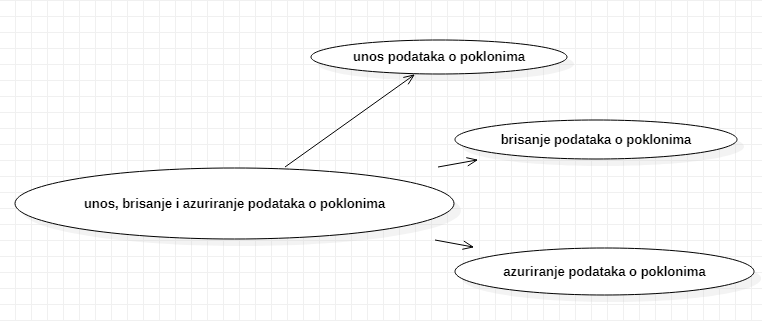 unos podataka o poklonima
brisanje podataka o poklonima
unos, brisanje i azuriranje podataka o poklonima
azuriranje podataka o poklonima